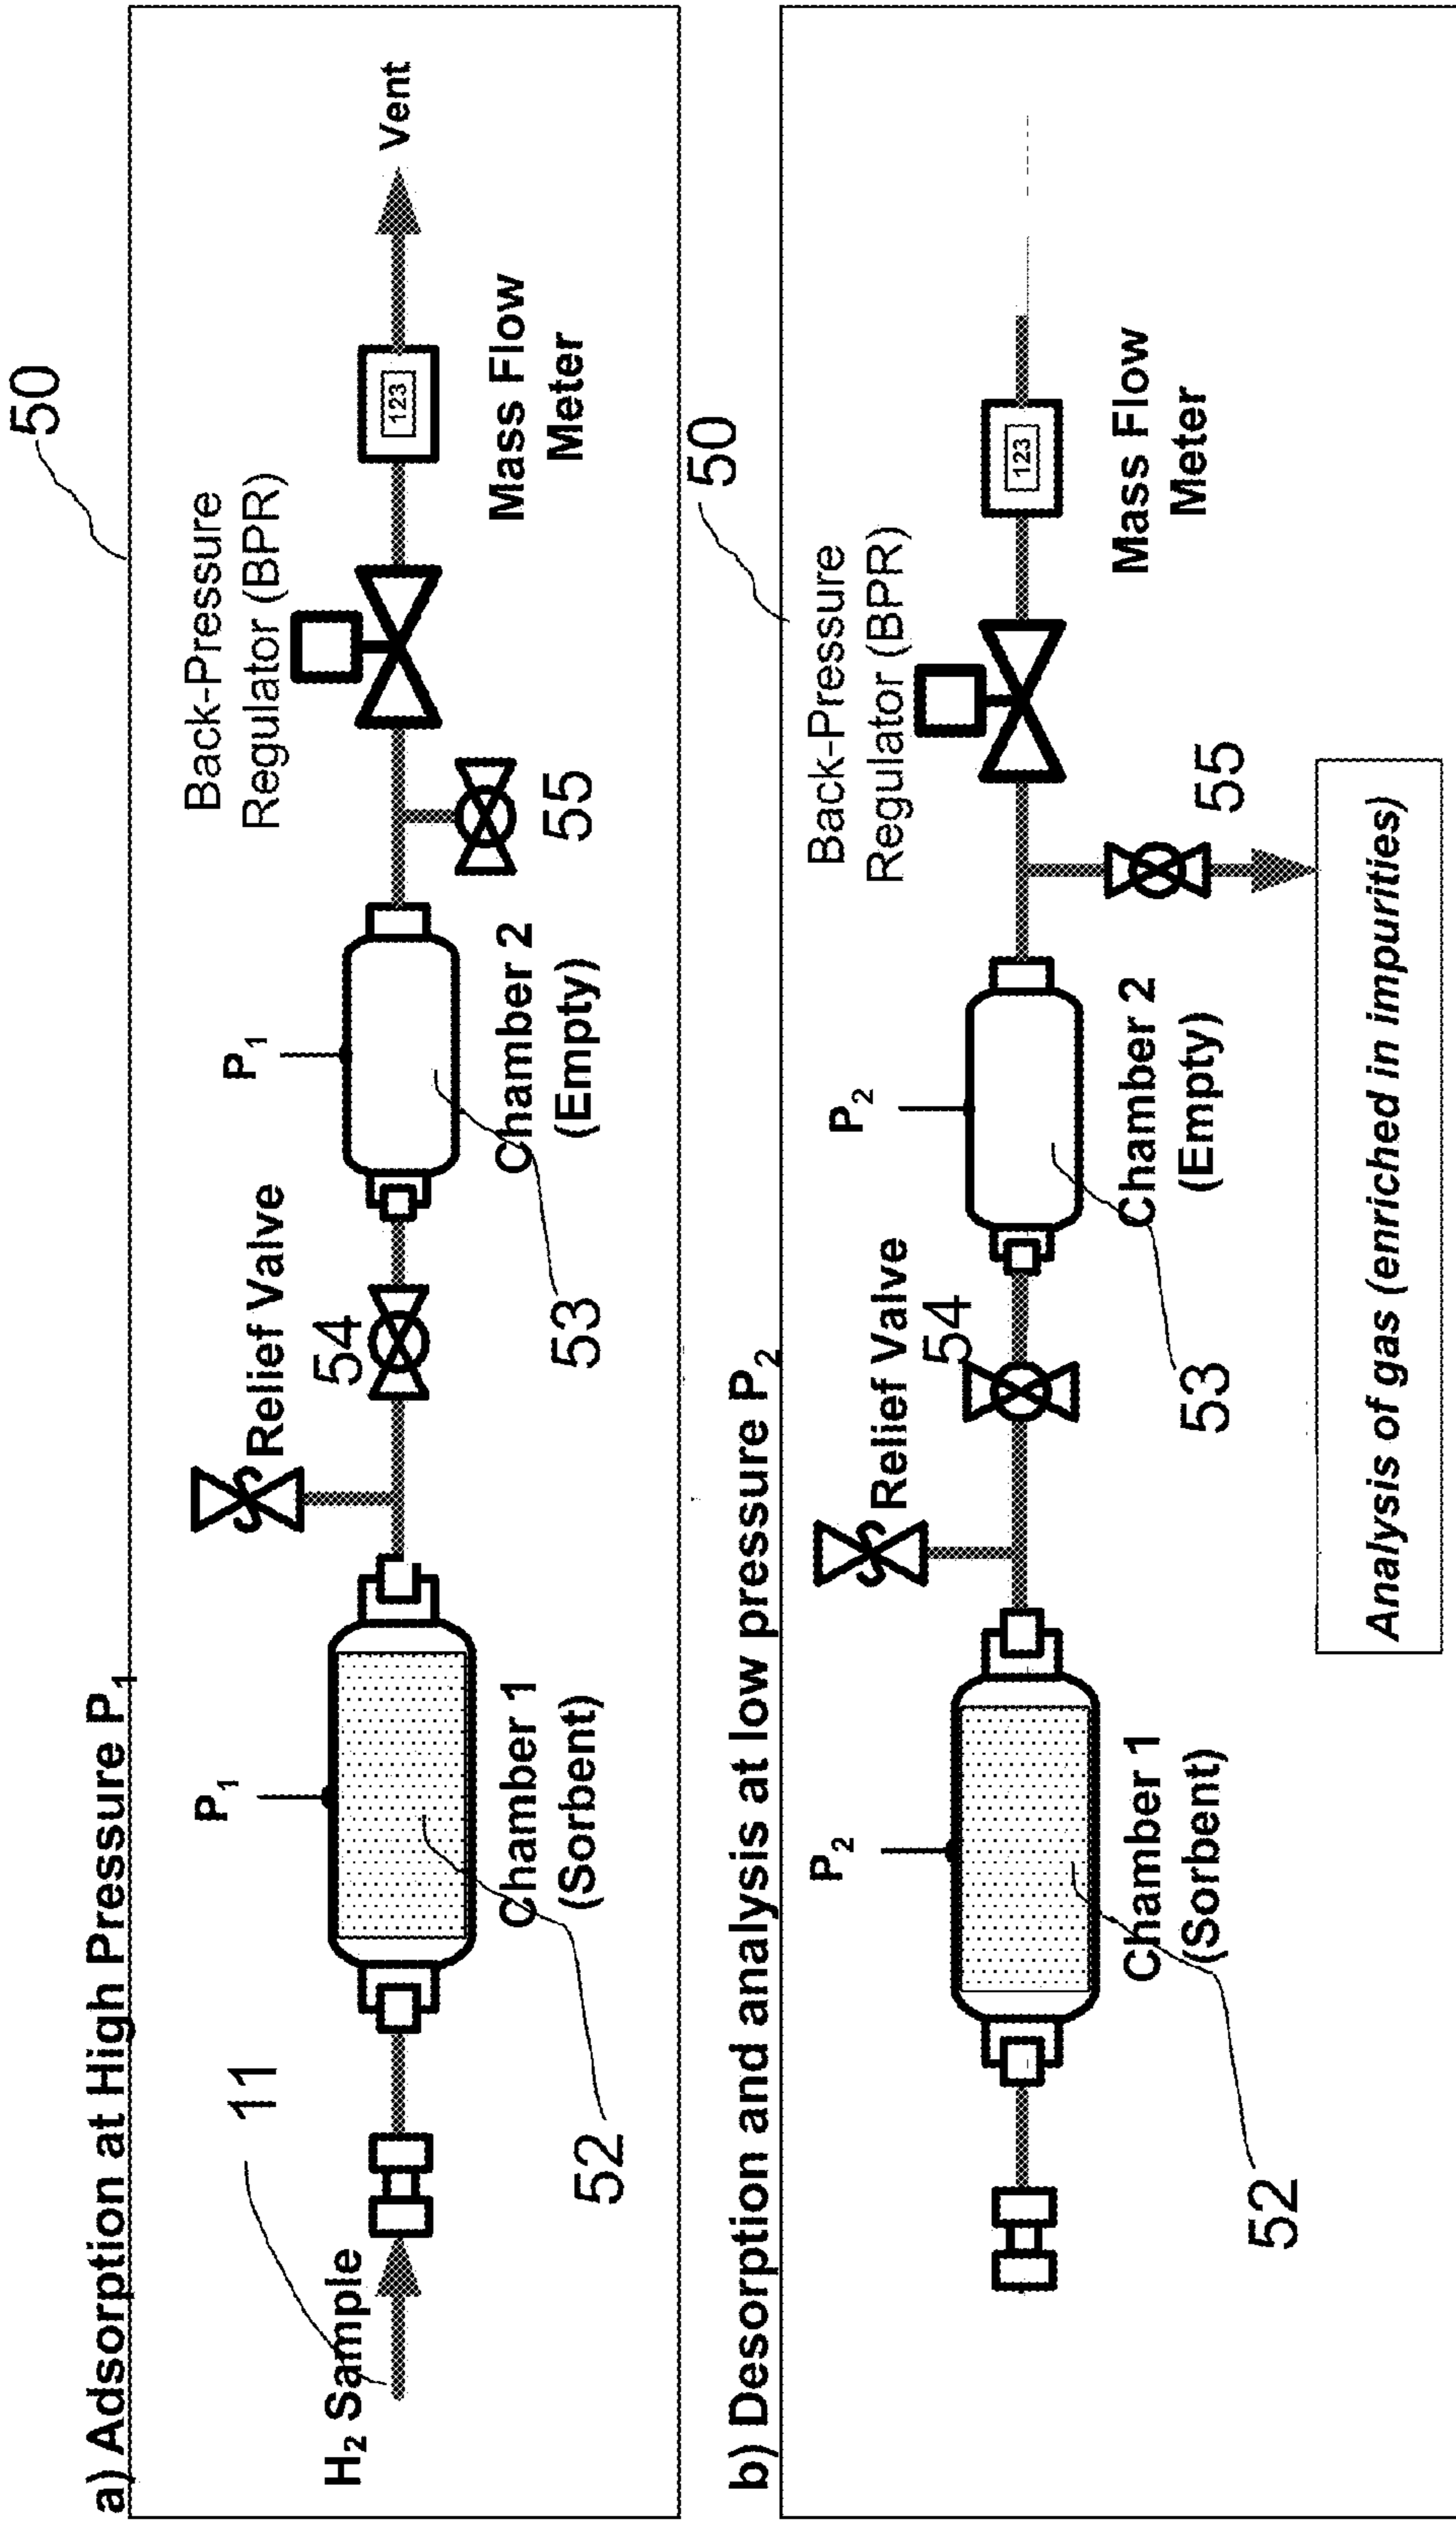 50
a) Adsorption at High Pressure P₁
H₂ Sample
11
P₁
Relief Valve
54
P₁
Back-Pressure
Regulator (BPR)
123
Vent
52
Chamber 1
(Sorbent)
53
Chamber 2
(Empty)
55
Mass Flow
Meter
50
b) Desorption and analysis at low pressure P₂
P₂
Relief Valve
54
P₂
Back-Pressure
Regulator (BPR)
123
52
Chamber 1
(Sorbent)
53
Chamber 2
(Empty)
55
Mass Flow
Meter
Analysis of gas (enriched in impurities)